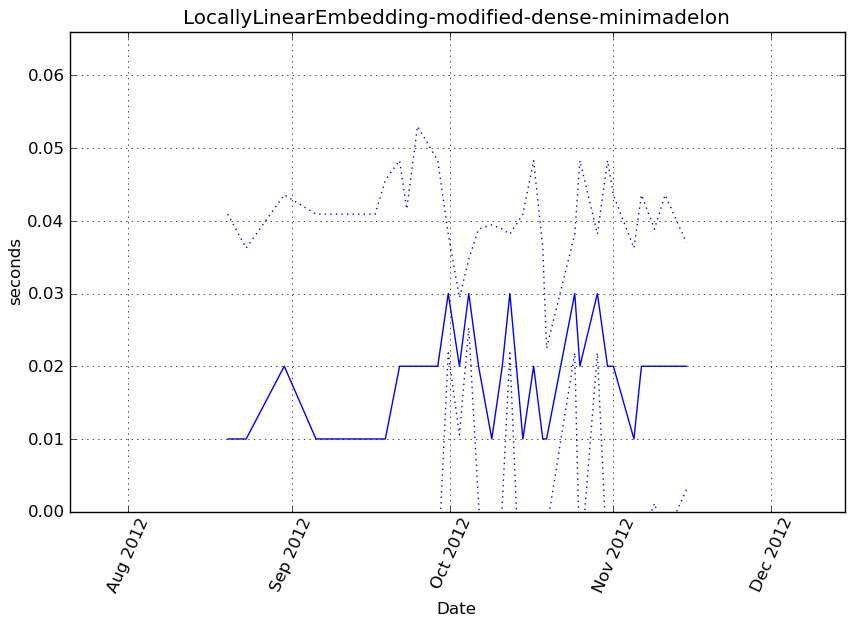 LocallyLinearEmbedding-modified-dense-minimadelon
0.06
0.05
0.04
0.03
0.02
0.01
0.00
seconds
Aug 2012
Sep 2012
Oct 2012
Nov 2012
Dec 2012
Date